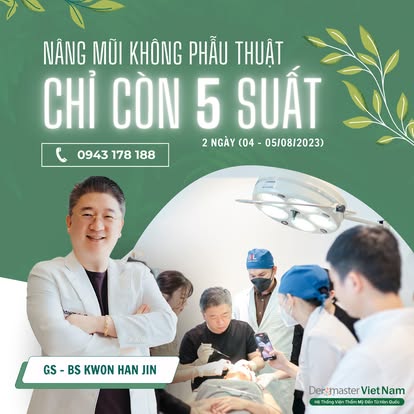 NÂNG MŨI KHÔNG PHẪU THUẬT
CHỈ CÒN 5 SUẤT
2 NGÀY (04 - 05/08/2023)
0943 178 188
GS - BS KWON HAN JIN
Dermaster Việt Nam
Hệ Thống Viện Thẩm Mỹ Đến Từ Hàn Quốc